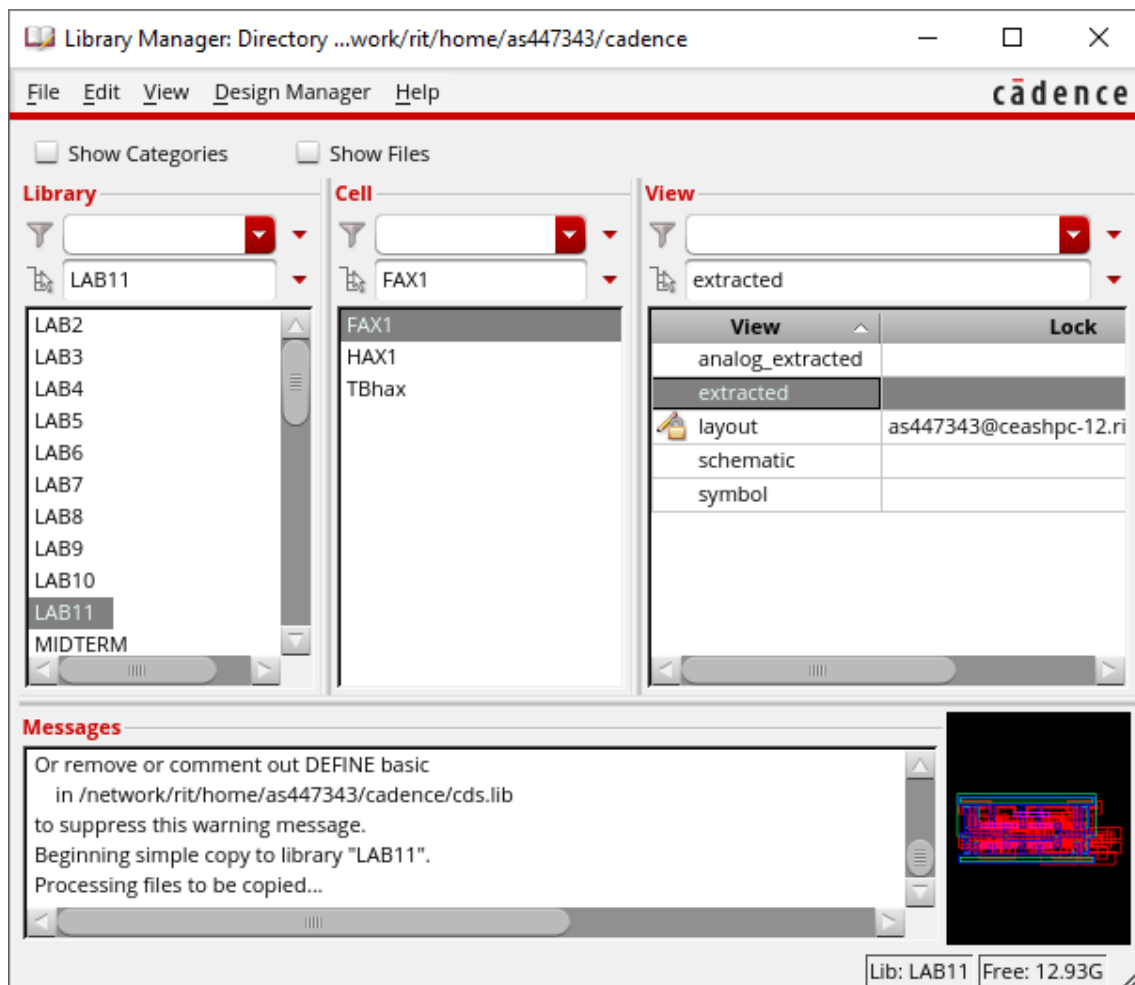 Library Manager: Directory ...work/rit/home/as447343/cadence
File Edit View Design Manager Help
cādence
Show Categories Show Files
Library
LAB11
LAB2
LAB3
LAB4
LAB5
LAB6
LAB7
LAB8
LAB9
LAB10
LAB11
MIDTERM
Cell
FAX1
FAX1
HAX1
TBhax
View
extracted
View Lock
analog_extracted
extracted
layout as447343@ceashpc-12.ri
schematic
symbol
Messages
Or remove or comment out DEFINE basic
in /network/rit/home/as447343/cadence/cds.lib
to suppress this warning message.
Beginning simple copy to library "LAB11".
Processing files to be copied...
Lib: LAB11 Free: 12.93G